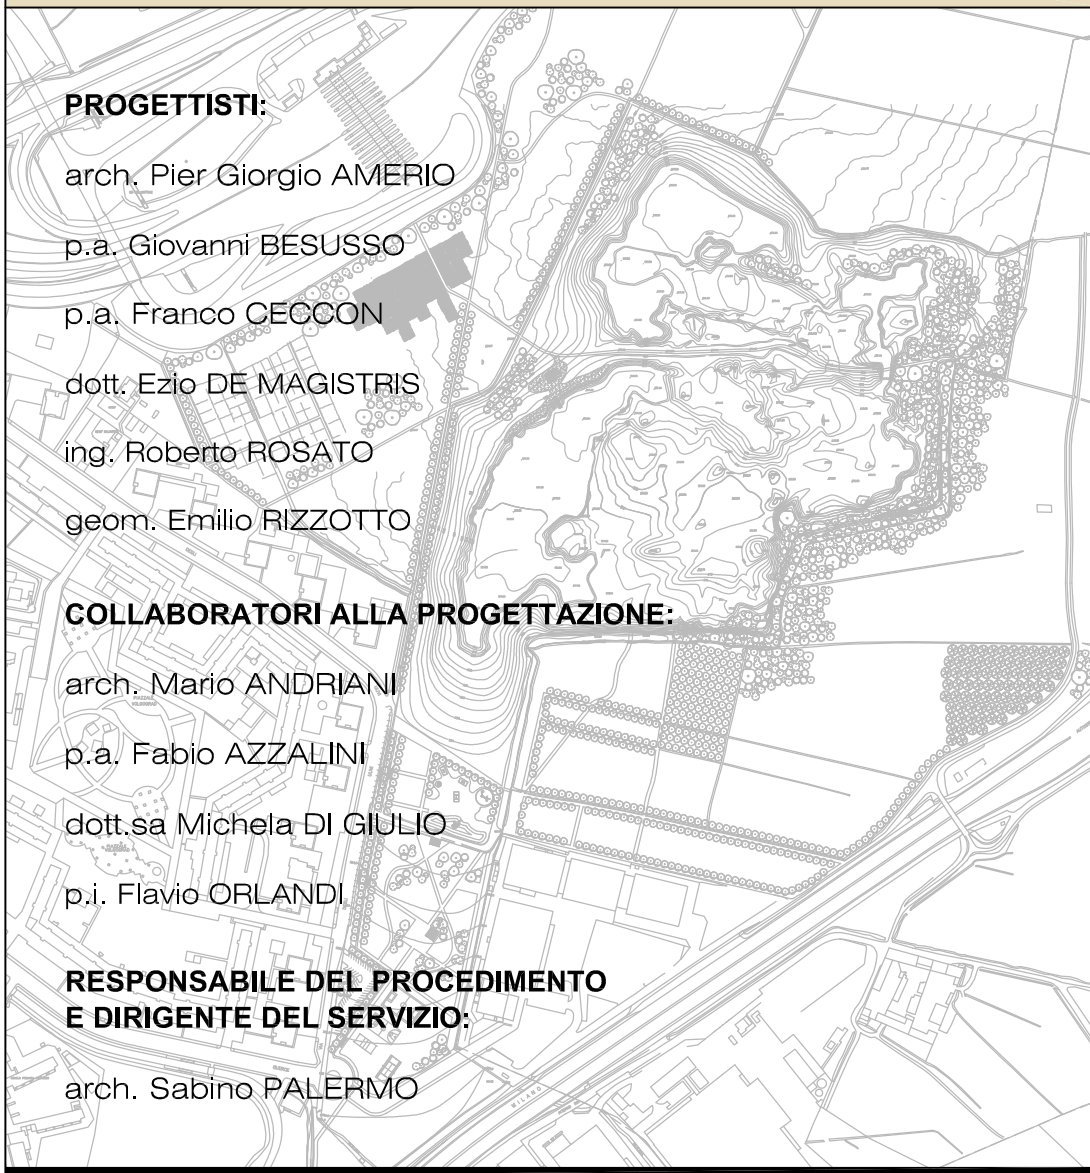 PROGETTISTI:
arch. Pier Giorgio AMERIO
p.a. Giovanni BESUSSO
p.a. Franco CECCON
dott. Ezio DE MAGISTRIS
ing. Roberto ROSATO
geom. Emilio RIZZOTTO
COLLABORATORI ALLA PROGETTAZIONE:
arch. Mario ANDRIANI
p.a. Fabio AZZALINI
dott.sa Michela DI GIULIO
p.i. Flavio ORLANDI
RESPONSABILE DEL PROCEDIMENTO
E DIRIGENTE DEL SERVIZIO:
arch. Sabino PALERMO
MILANO